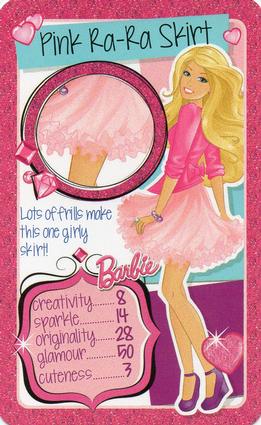 Pink Ra-Ra Skirt
Lots of frills make
this one girly
skirt!
Barbie
creativity........ 8
sparkle............ 14
originality....... 28
glamour......... 50
cuteness.......... 3